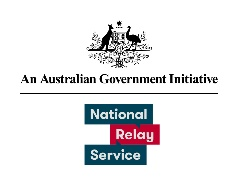 An Australian Government Initiative
National
Relay
Service